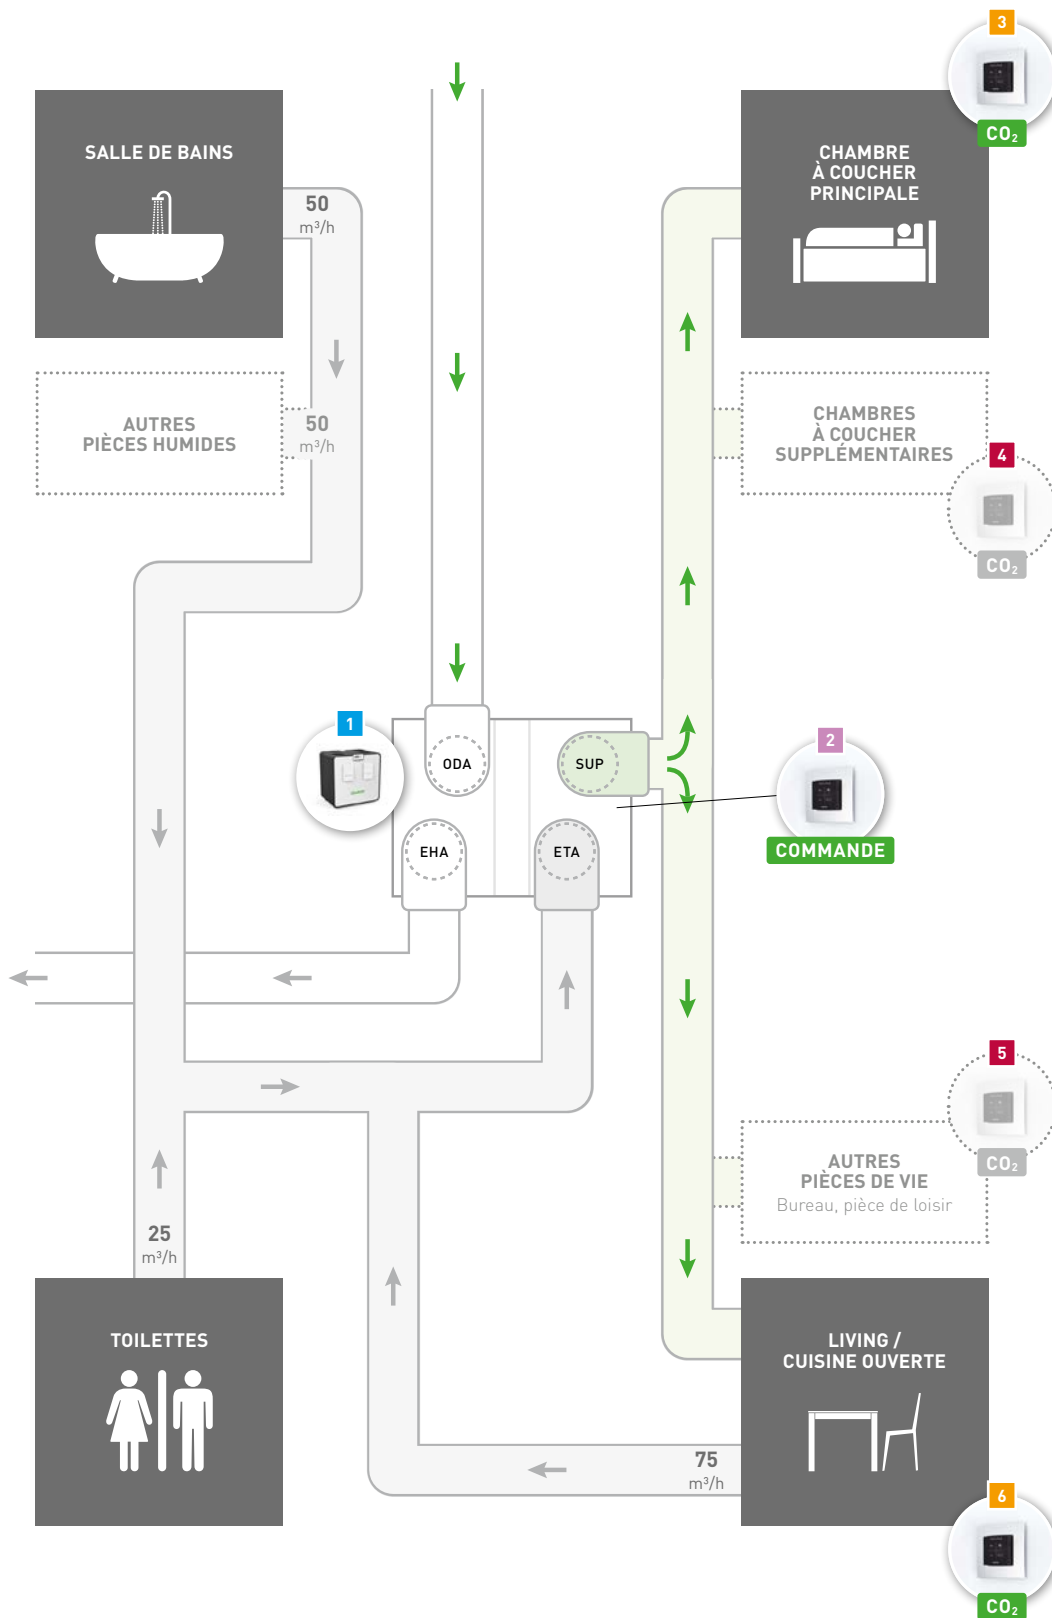 3
CO₂
SALLE DE BAINS
50
m³/h
CHAMBRE
À COUCHER
PRINCIPALE
AUTRES
PIÈCES HUMIDES
50
m³/h
CHAMBRES
À COUCHER
SUPPLÉMENTAIRES
4
CO₂
1
ODA
SUP
EHA
ETA
2
COMMANDE
5
CO₂
AUTRES
PIÈCES DE VIE
Bureau, pièce de loisir
25
m³/h
TOILETTES
LIVING /
CUISINE OUVERTE
75
m³/h
6
CO₂